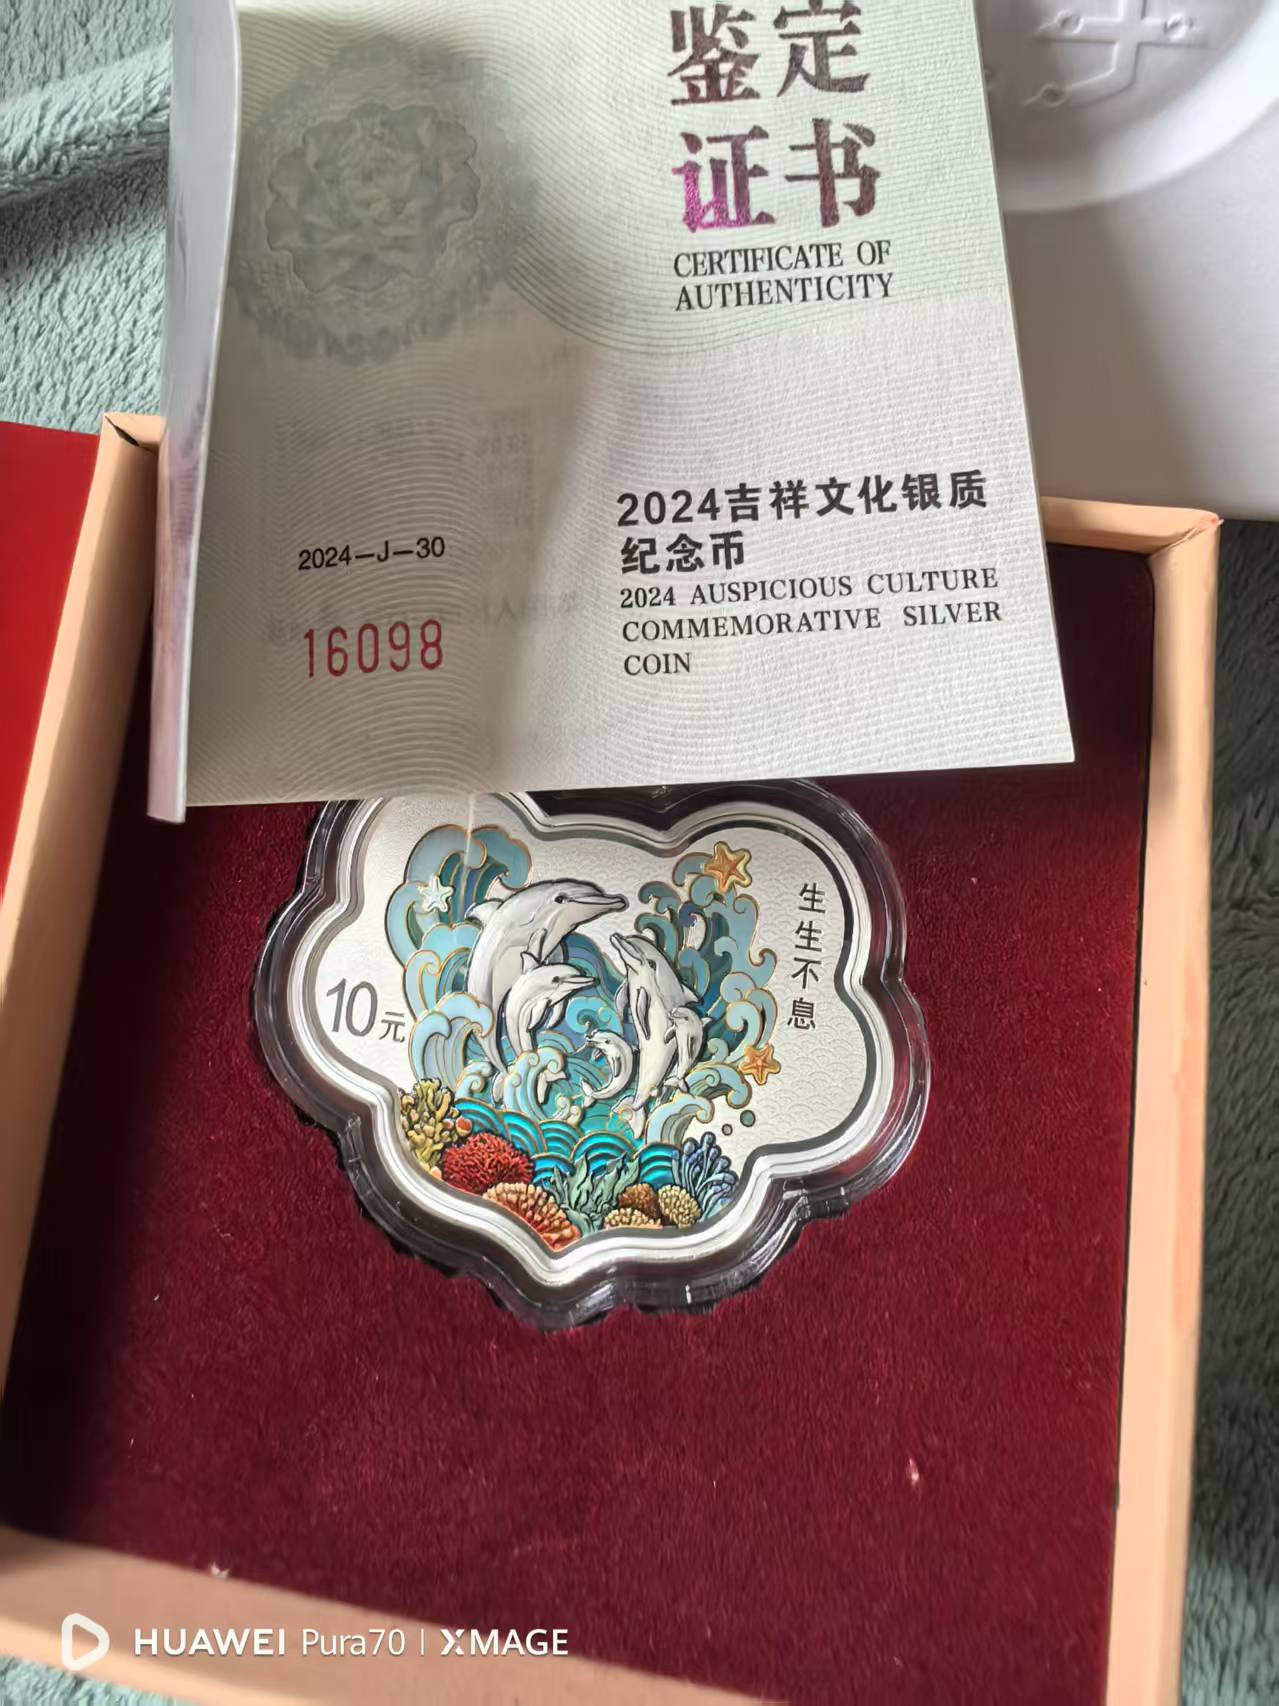 鉴定
证书
CERTIFICATE OF
AUTHENTICITY
2024吉祥文化银质
纪念币
2024 AUSPICIOUS CULTURE
COMMEMORATIVE SILVER
COIN
2024-J-30
16098
10元
生生不息
HUAWEI Pura70 | XMAGE